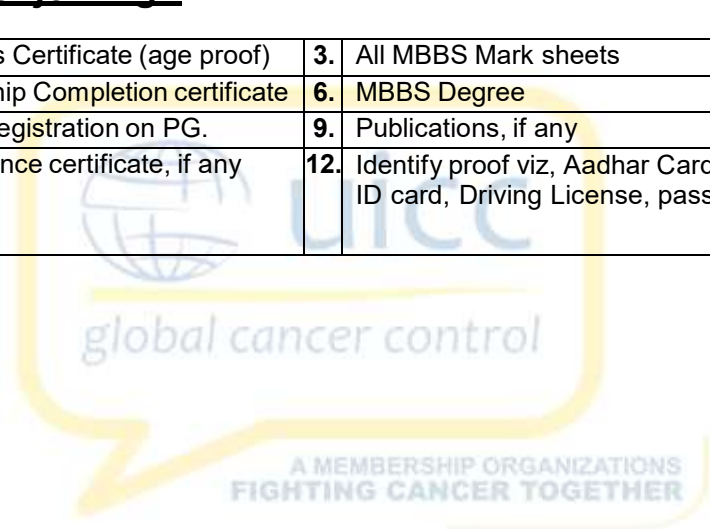 s Certificate (age proof) 3. All MBBS Mark sheets
hip Completion certificate 6. MBBS Degree
egistration on PG. 9. Publications, if any
nce certificate, if any 12. Identify proof viz, Aadhar Card
ID card, Driving License, pass
uicc
global cancer control
A MEMBERSHIP ORGANIZATIONS
FIGHTING CANCER TOGETHER